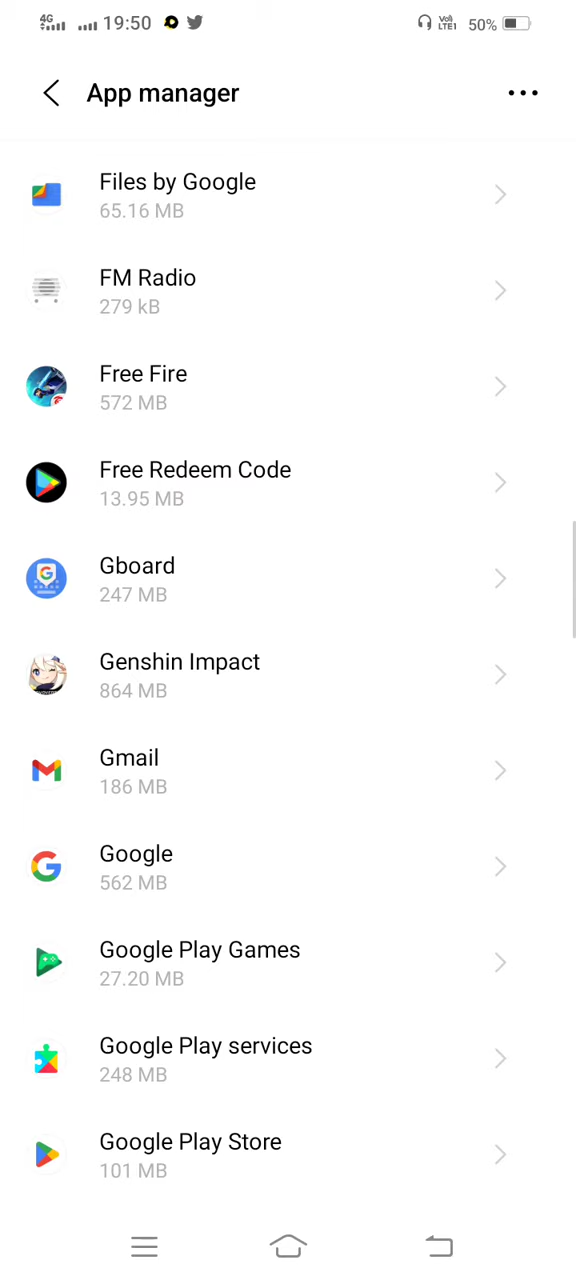 4G 19:50 Vo) LTE1 50%
App manager
Files by Google
65.16 MB
FM Radio
279 kB
Free Fire
572 MB
Free Redeem Code
13.95 MB
Gboard
247 MB
Genshin Impact
864 MB
Gmail
186 MB
Google
562 MB
Google Play Games
27.20 MB
Google Play services
248 MB
Google Play Store
101 MB